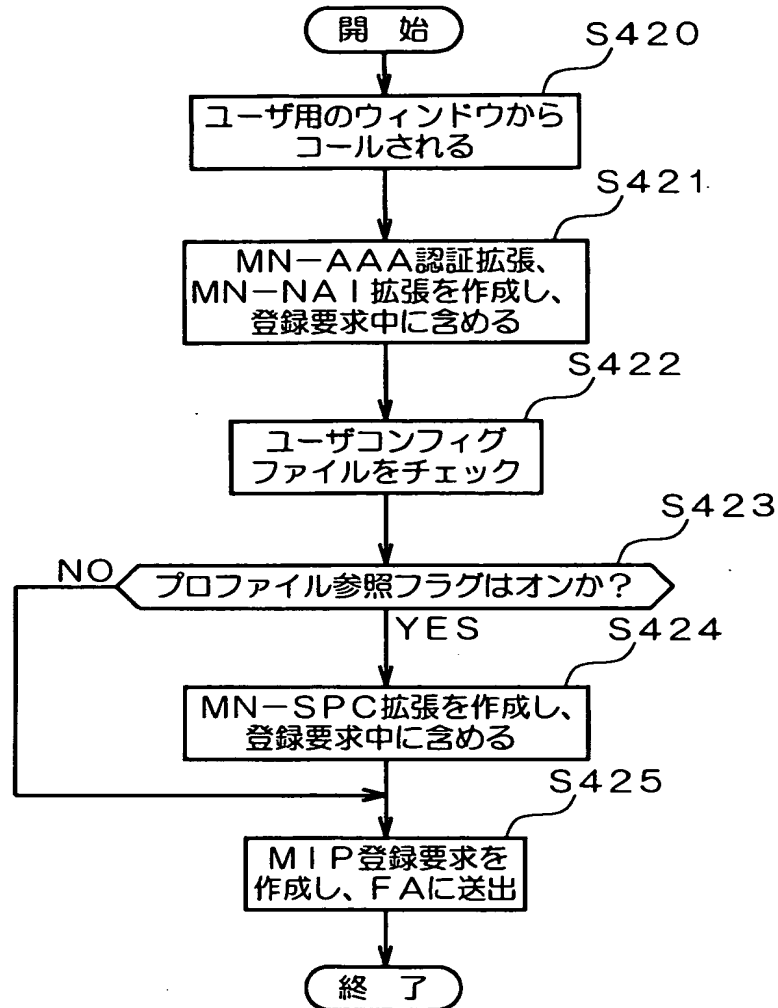 開 始
S420
ユーザ用のウィンドウから
コールされる
S421
MN－AAA認証拡張、
MN－NAI拡張を作成し、
登録要求中に含める
S422
ユーザコンフィグ
ファイルをチェック
S423
NO
プロファイル参照フラグはオンか？
YES
S424
MN－SPC拡張を作成し、
登録要求中に含める
S425
MIP登録要求を
作成し、FAに送出
終 了